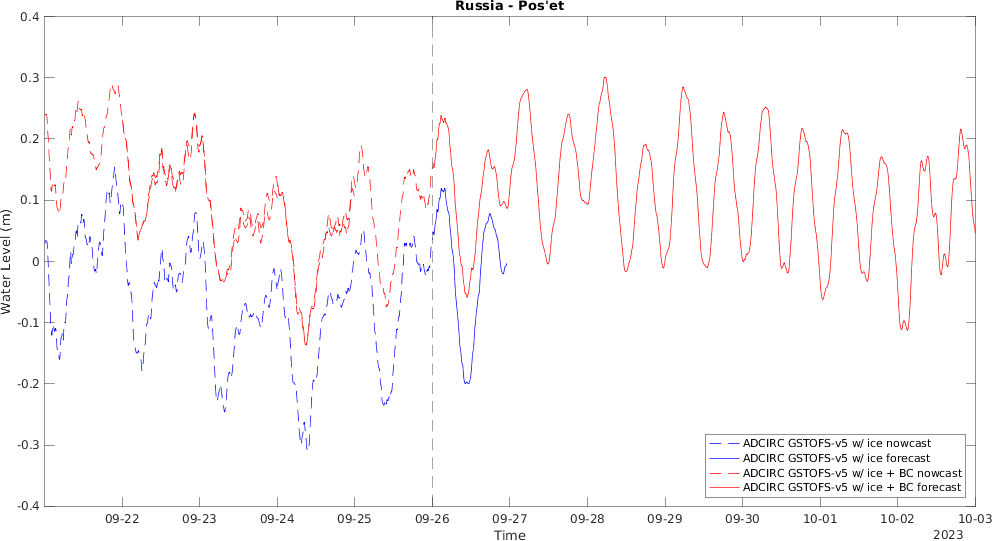 Russia - Pos'et
Water Level (m)
0.4
0.3
0.2
0.1
0
-0.1
-0.2
-0.3
-0.4
ADCIRC GSTOFS-v5 w/ ice nowcast
ADCIRC GSTOFS-v5 w/ ice forecast
ADCIRC GSTOFS-v5 w/ ice + BC nowcast
ADCIRC GSTOFS-v5 w/ ice + BC forecast
09-22 09-23 09-24 09-25 09-26 09-27 09-28 09-29 09-30 10-01 10-02 10-03
Time
2023